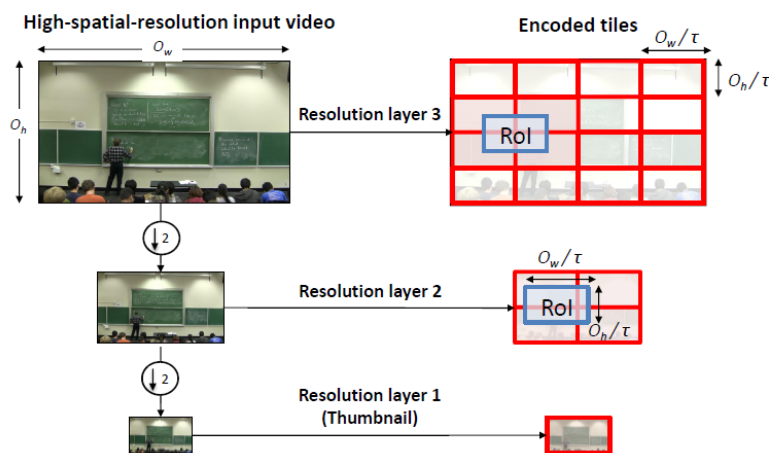 High-spatial-resolution input video
Encoded tiles
O_w
O_w/τ
O_h/τ
O_h
Resolution layer 3
RoI
↓2
O_w/τ
Resolution layer 2
RoI
O_h/τ
↓2
Resolution layer 1
(Thumbnail)